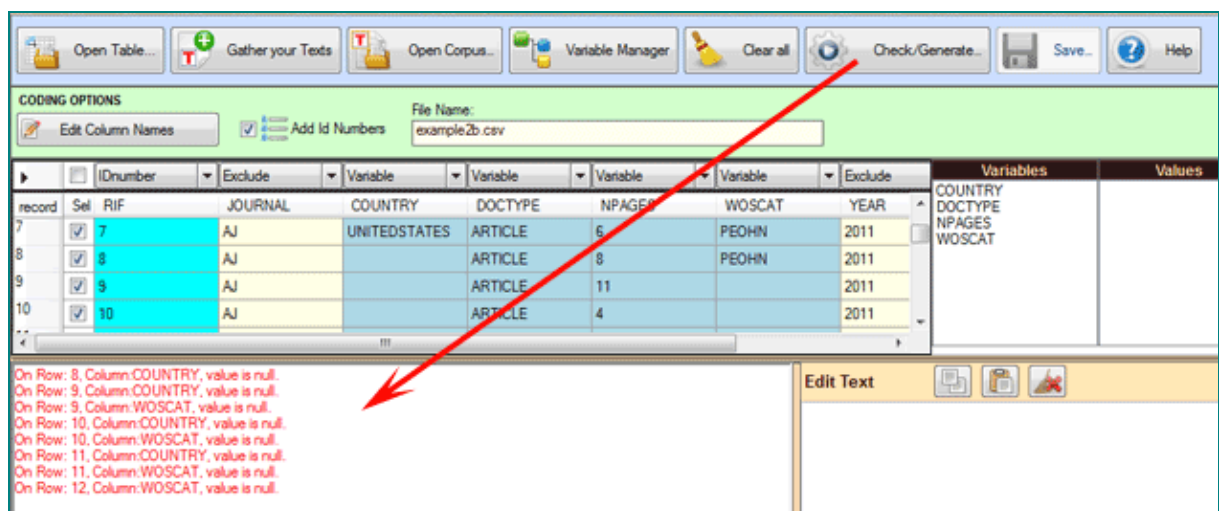 Open Table... Gather your Texts Open Corpus... Variable Manager Clear all Check/Generate... Save... Help
CODING OPTIONS
File Name:
Edit Column Names Add Id Numbers example2b.csv
IDnumber Exclude Variable Variable Variable Variable Exclude Variables Values
record Sel RIF JOURNAL COUNTRY DOCTYPE NPAGES WOSCAT YEAR
COUNTRY
DOCTYPE
NPAGES
WOSCAT
7 7 AJ UNITEDSTATES ARTICLE 6 PEOHN 2011
8 8 AJ ARTICLE 8 PEOHN 2011
9 9 AJ ARTICLE 11 2011
10 10 AJ ARTICLE 4 2011
On Row: 8, Column:COUNTRY, value is null.
On Row: 9, Column:COUNTRY, value is null.
On Row: 9, Column:WOSCAT, value is null.
On Row: 10, Column:COUNTRY, value is null.
On Row: 10, Column:WOSCAT, value is null.
On Row: 11, Column:COUNTRY, value is null.
On Row: 11, Column:WOSCAT, value is null.
On Row: 12, Column:WOSCAT, value is null.
Edit Text